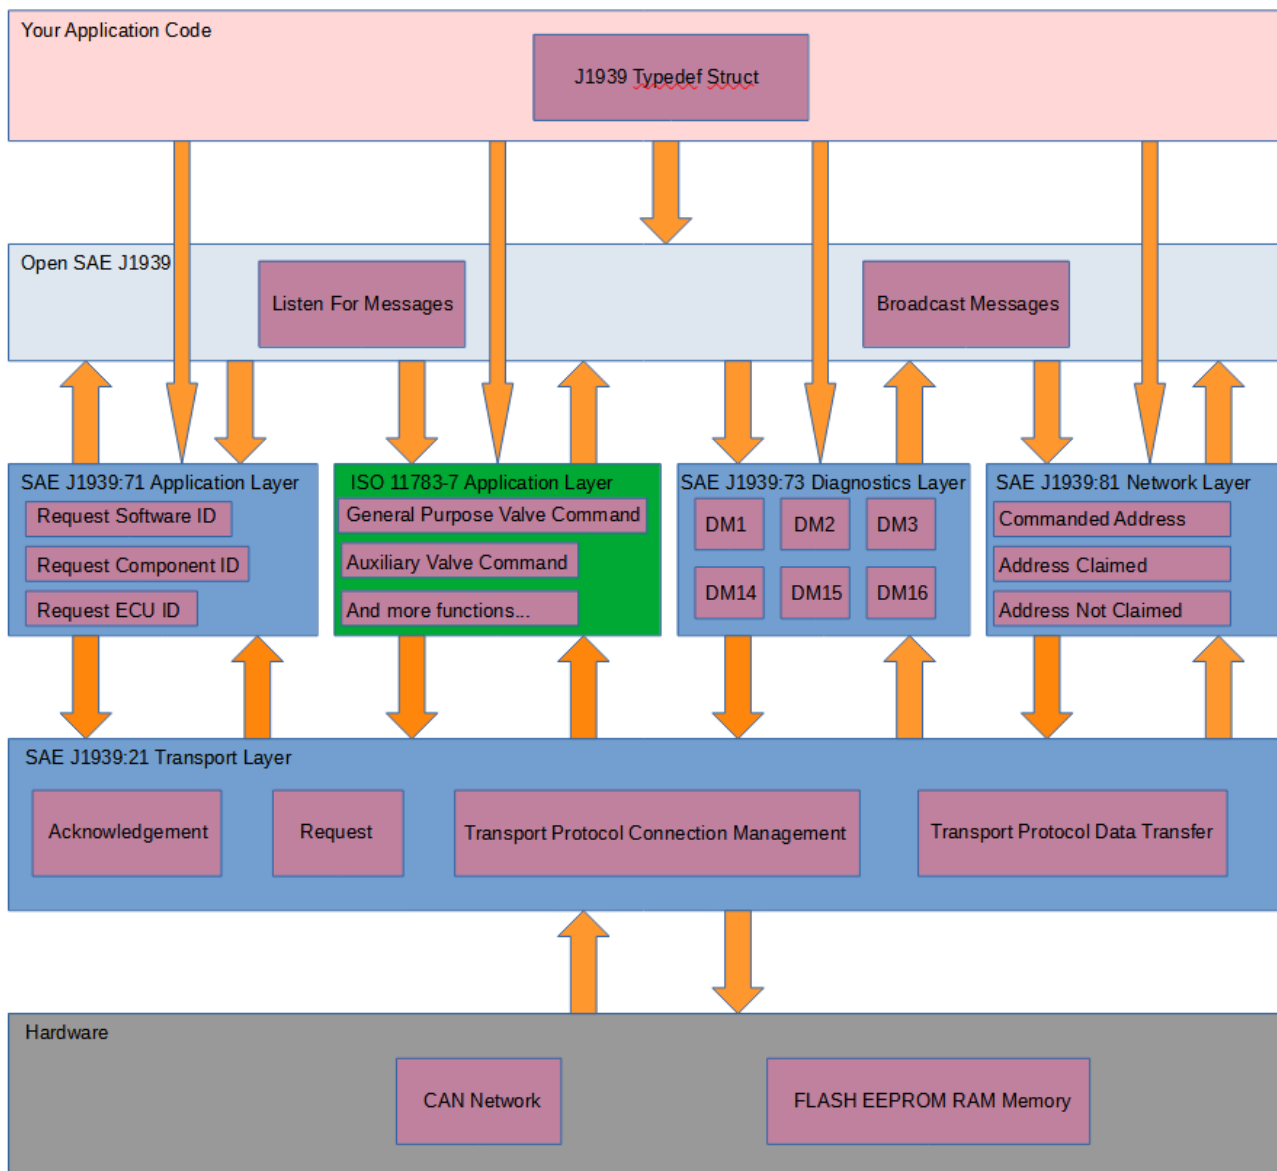 Your Application Code
J1939 Typedef Struct
Open SAE J1939
Listen For Messages
Broadcast Messages
SAE J1939:71 Application Layer
Request Software ID
Request Component ID
Request ECU ID
ISO 11783-7 Application Layer
General Purpose Valve Command
Auxiliary Valve Command
And more functions...
SAE J1939:73 Diagnostics Layer
DM1
DM2
DM3
DM14
DM15
DM16
SAE J1939:81 Network Layer
Commanded Address
Address Claimed
Address Not Claimed
SAE J1939:21 Transport Layer
Acknowledgement
Request
Transport Protocol Connection Management
Transport Protocol Data Transfer
Hardware
CAN Network
FLASH EEPROM RAM Memory